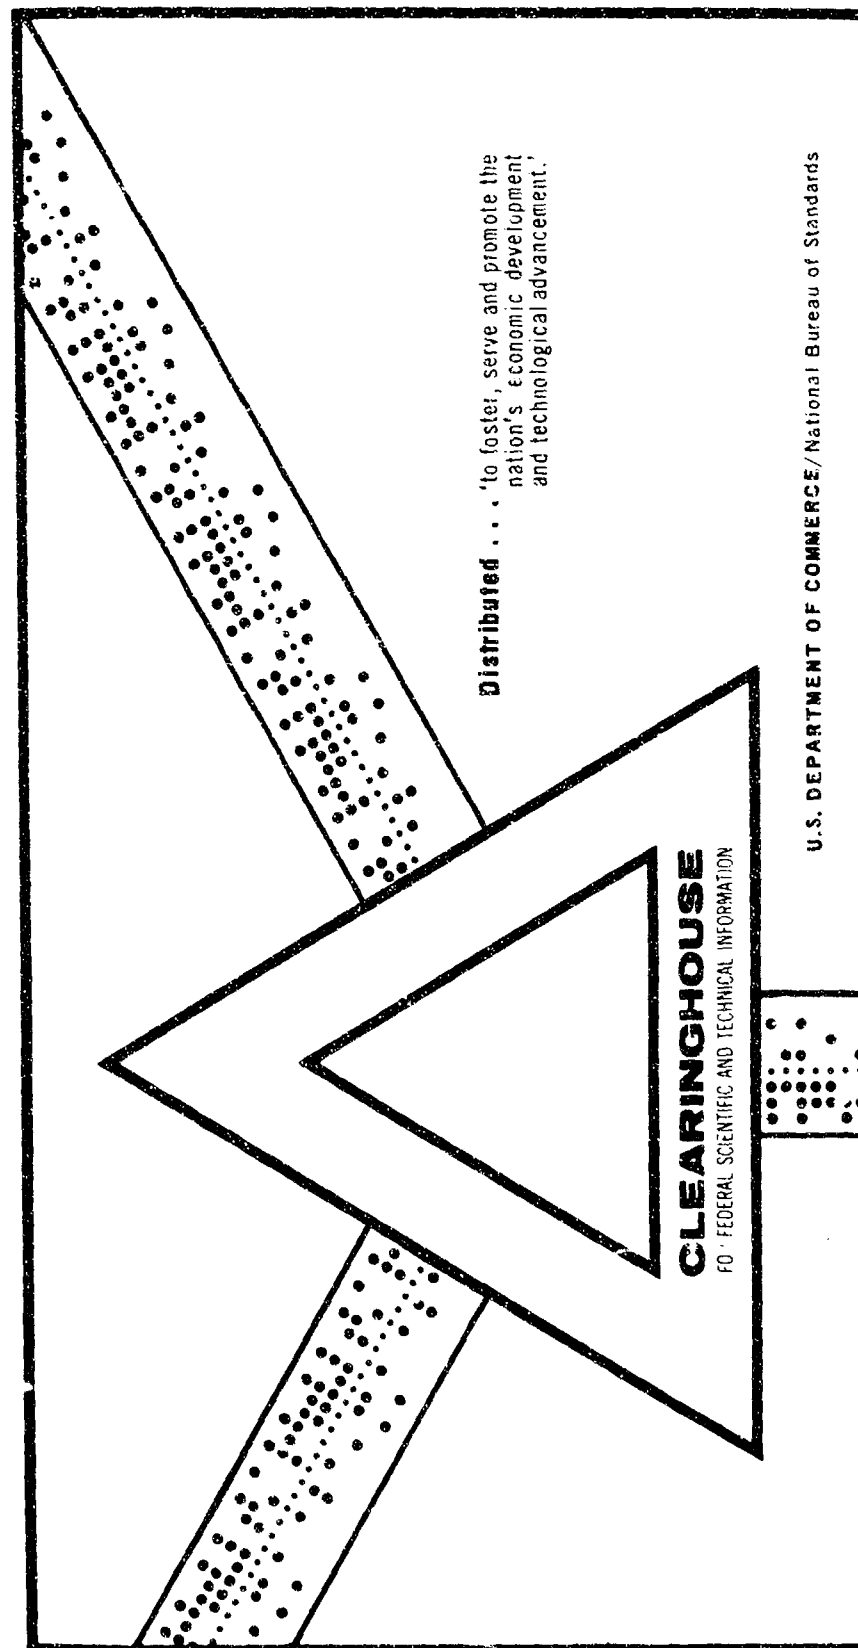 Distributed . . . 'to foster, serve and promote the
nation's economic development
and technological advancement.'
CLEARINGHOUSE
FO FEDERAL SCIENTIFIC AND TECHNICAL INFORMATION
U.S. DEPARTMENT OF COMMERCE/National Bureau of Standards